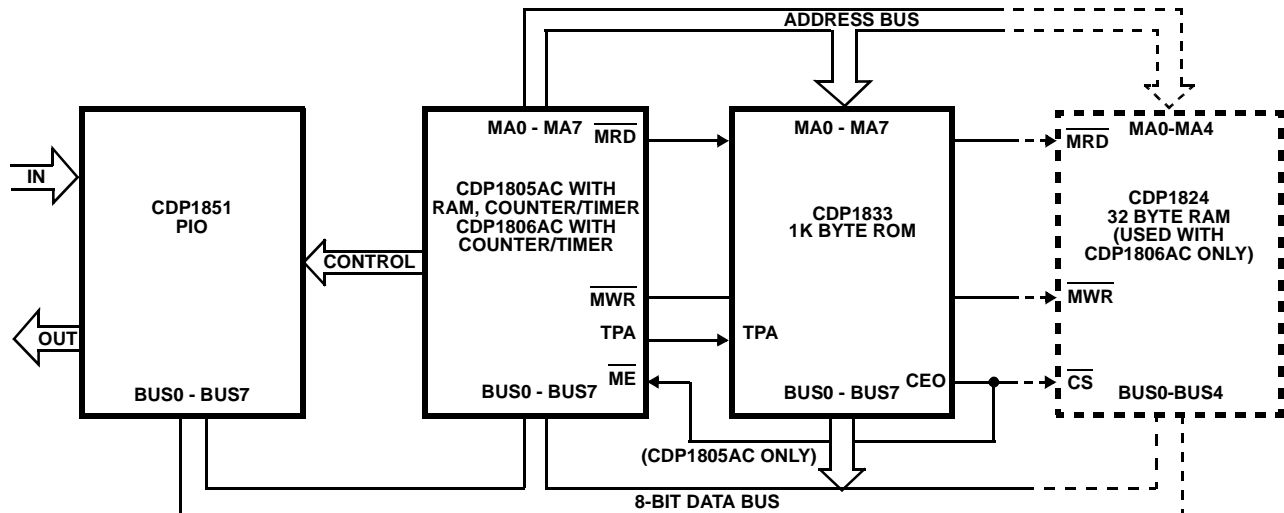 ADDRESS BUS
IN
OUT
CDP1851
PIO
BUS0 - BUS7
CONTROL
MA0 - MA7
MRD
CDP1805AC WITH
RAM, COUNTER/TIMER
CDP1806AC WITH
COUNTER/TIMER
MWR
TPA
ME
BUS0 - BUS7
MA0 - MA7
CDP1833
1K BYTE ROM
TPA
CEO
BUS0 - BUS7
(CDP1805AC ONLY)
MA0-MA4
MRD
CDP1824
32 BYTE RAM
(USED WITH
CDP1806AC ONLY)
MWR
CS
BUS0-BUS4
8-BIT DATA BUS